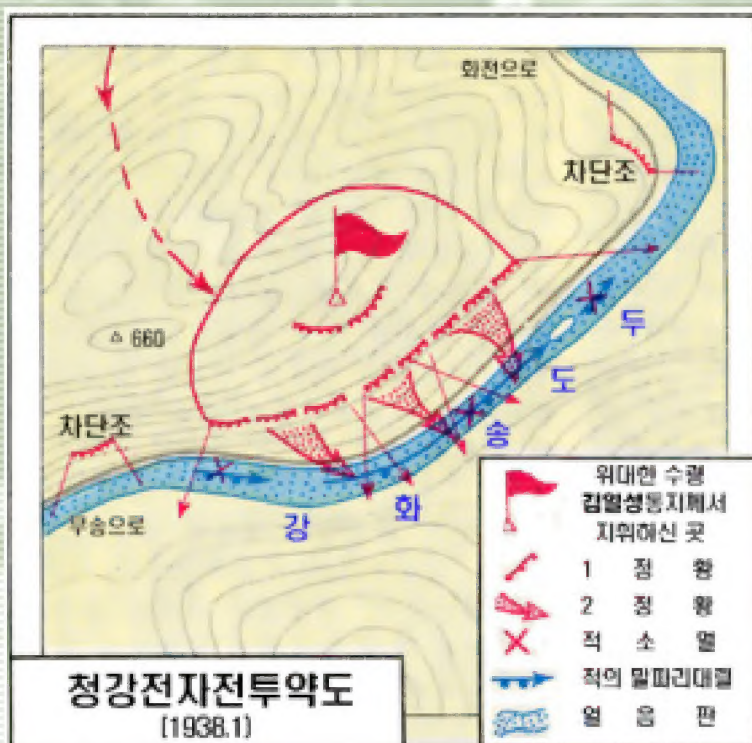 화전으로
차단조
△ 660
차단조
무송으로
두
도
송
화
강
위대한 수령
김일성동지께서
지휘하신 곳
1 정 황
2 정 황
적 소 멸
적의 발피리대렬
얼 음 판
청강전자전투약도
(1938.1)